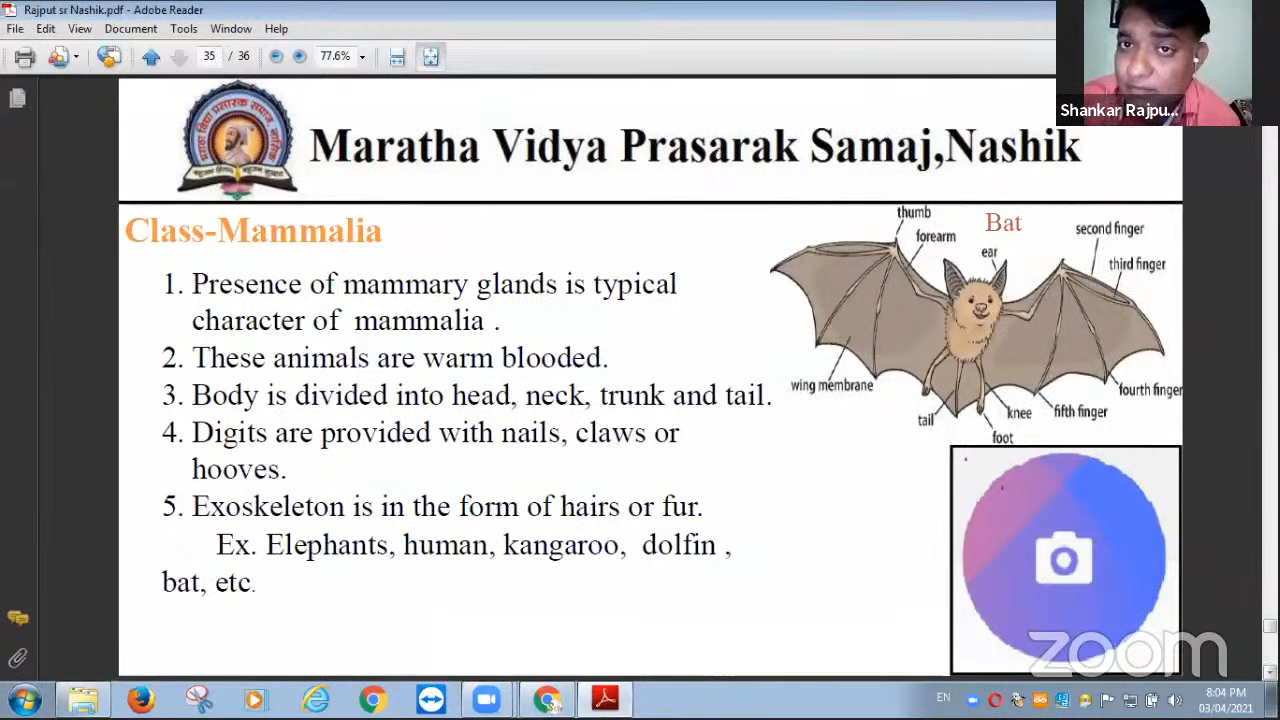 Rajput sr Nashik.pdf - Adobe Reader
File Edit View Document Tools Window Help
35 / 36 77.6%
Shankar Rajpu...
Maratha Vidya Prasarak Samaj,Nashik
Class-Mammalia
1. Presence of mammary glands is typical
character of mammalia .
2. These animals are warm blooded.
3. Body is divided into head, neck, trunk and tail.
4. Digits are provided with nails, claws or
hooves.
5. Exoskeleton is in the form of hairs or fur.
Ex. Elephants, human, kangaroo, dolfin ,
bat, etc.
Bat
thumb
forearm
ear
second finger
third finger
wing membrane
fourth finger
tail
knee
fifth finger
foot
zoom
EN
8:04 PM
03/04/2021